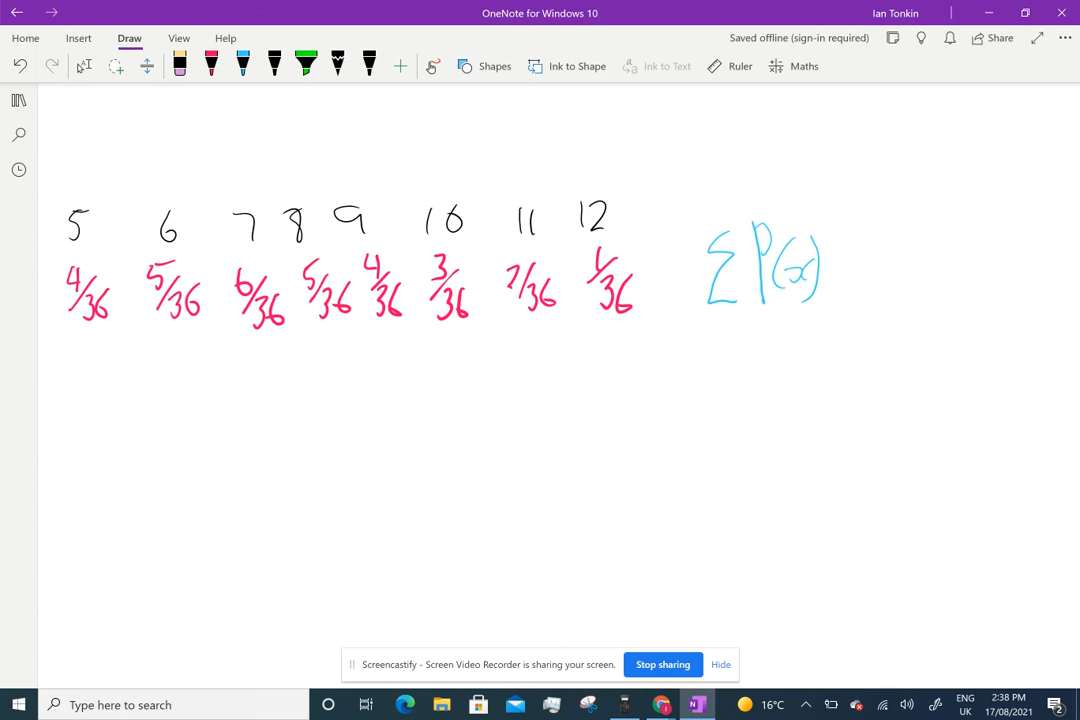 OneNote for Windows 10
Ian Tonkin
Home Insert Draw View Help
Saved offline (sign-in required)
Share
Shapes
Ink to Shape
Ink to Text
Ruler
Maths
5 6 7 8 9 10 11 12
4/36 5/36 6/36 5/36 4/36 3/36 2/36 1/36
∑ P(x)
Screencastify - Screen Video Recorder is sharing your screen.
Stop sharing
Hide
Type here to search
16°C
ENG
UK
2:38 PM
17/08/2021
2